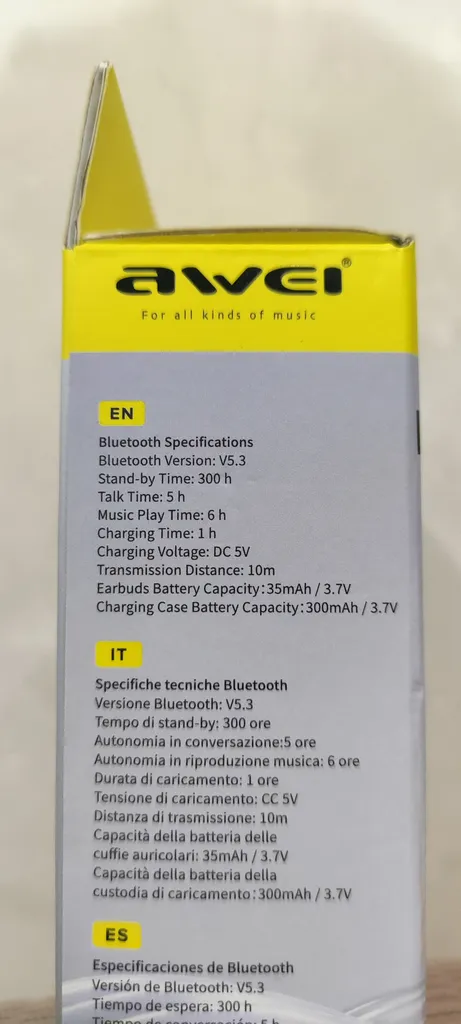 awei®
For all kinds of music
EN
Bluetooth Specifications
Bluetooth Version: V5.3
Stand-by Time: 300 h
Talk Time: 5 h
Music Play Time: 6 h
Charging Time: 1 h
Charging Voltage: DC 5V
Transmission Distance: 10m
Earbuds Battery Capacity:35mAh / 3.7V
Charging Case Battery Capacity:300mAh / 3.7V
IT
Specifiche tecniche Bluetooth
Versione Bluetooth: V5.3
Tempo di stand-by: 300 ore
Autonomia in conversazione:5 ore
Autonomia in riproduzione musica: 6 ore
Durata di caricamento: 1 ore
Tensione di caricamento: CC 5V
Distanza di trasmissione: 10m
Capacità della batteria delle
cuffie auricolari: 35mAh / 3.7V
Capacità della batteria della
custodia di caricamento:300mAh / 3.7V
ES
Especificaciones de Bluetooth
Versión de Bluetooth: V5.3
Tiempo de espera: 300 h
Tiempo de conversación: 5 h